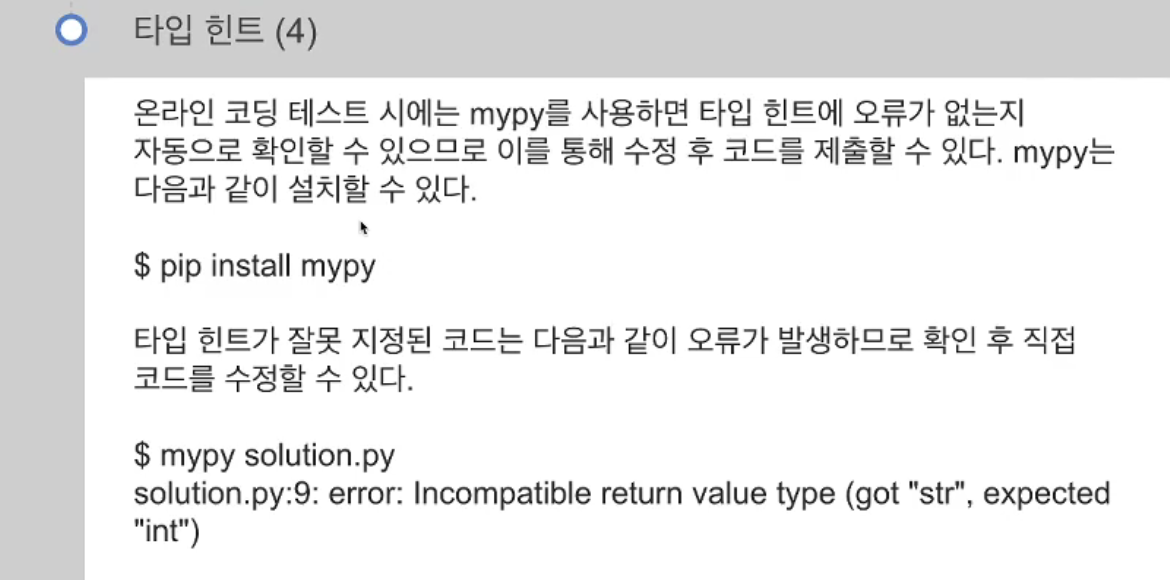 타입 힌트 (4)
온라인 코딩 테스트 시에는 mypy를 사용하면 타입 힌트에 오류가 없는지
자동으로 확인할 수 있으므로 이를 통해 수정 후 코드를 제출할 수 있다. mypy는
다음과 같이 설치할 수 있다.
$ pip install mypy
타입 힌트가 잘못 지정된 코드는 다음과 같이 오류가 발생하므로 확인 후 직접
코드를 수정할 수 있다.
$ mypy solution.py
solution.py:9: error: Incompatible return value type (got "str", expected
"int")